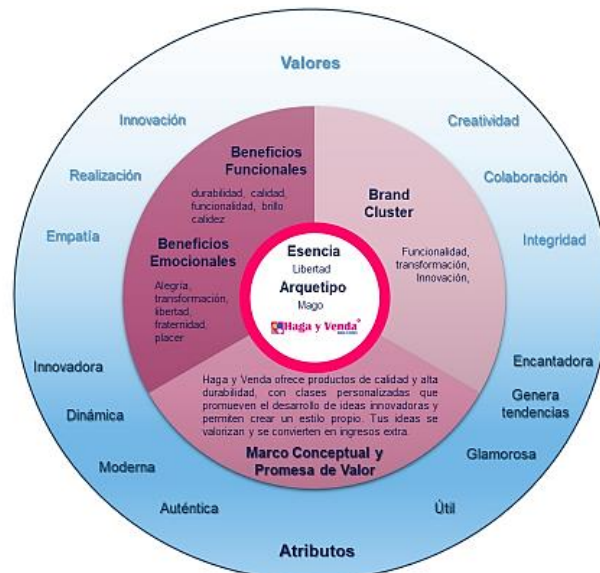 Valores
Innovación
Creatividad
Realización
Colaboración
Empatía
Integridad
Beneficios
Funcionales
durabilidad, calidad,
funcionalidad, brillo
calidez
Beneficios
Emocionales
Alegría,
transformación,
libertad,
fraternidad,
placer
Brand
Cluster
Funcionalidad,
transformación,
Innovación,
Esencia
Libertad
Arquetipo
Mago
Haga y Venda
Haga y Venda ofrece productos de calidad y alta
durabilidad, con clases personalizadas que
promueven el desarrollo de ideas innovadoras y
permiten crear un estilo propio. Tus ideas se
valorizan y se convierten en ingresos extra.
Marco Conceptual y
Promesa de Valor
Innovadora
Encantadora
Dinámica
Genera
tendencias
Moderna
Glamorosa
Auténtica
Útil
Atributos